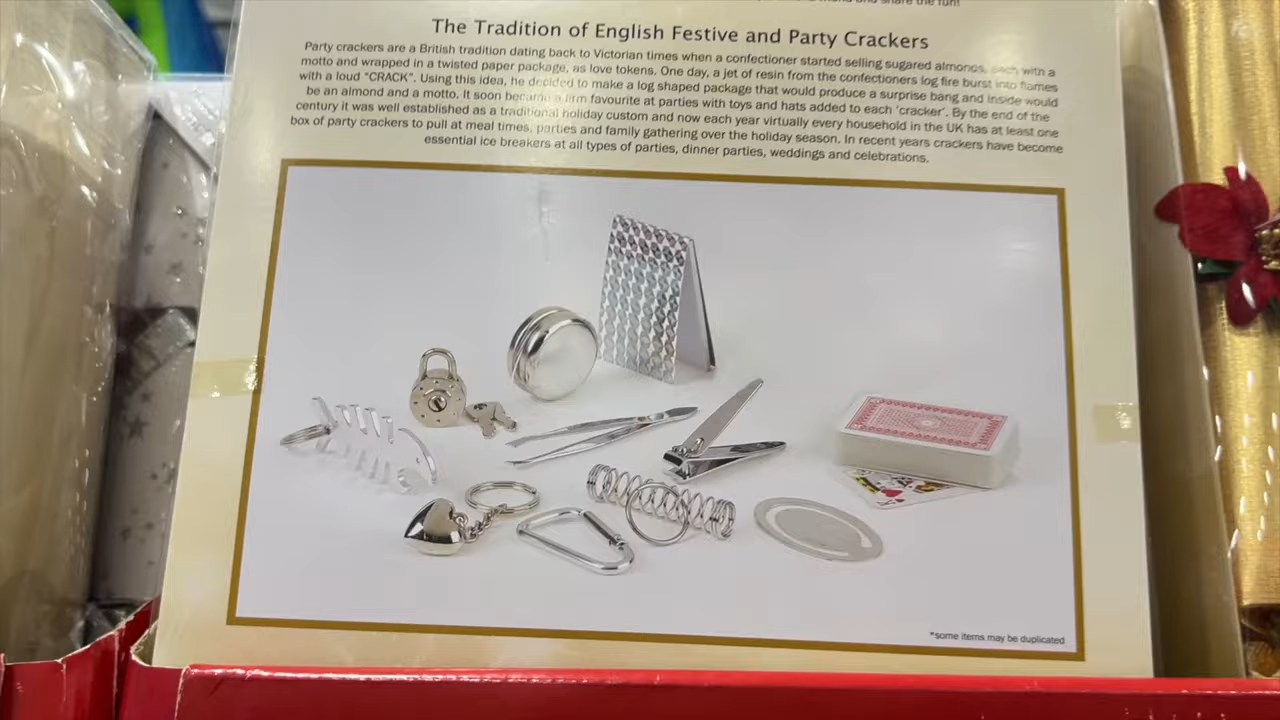 and share the fun!
The Tradition of English Festive and Party Crackers
Party crackers are a British tradition dating back to Victorian times when a confectioner started selling sugared almonds, each with a
motto and wrapped in a twisted paper package, as love tokens. One day, a jet of resin from the confectioners log fire burst into flames
with a loud "CRACK". Using this idea, he decided to make a log shaped package that would produce a surprise bang and inside would
be an almond and a motto. It soon became a firm favourite at parties with toys and hats added to each 'cracker'. By the end of the
century it was well established as a traditional holiday custom and now each year virtually every household in the UK has at least one
box of party crackers to pull at meal times, parties and family gathering over the holiday season. In recent years crackers have become
essential ice breakers at all types of parties, dinner parties, weddings and celebrations.
*some items may be duplicated